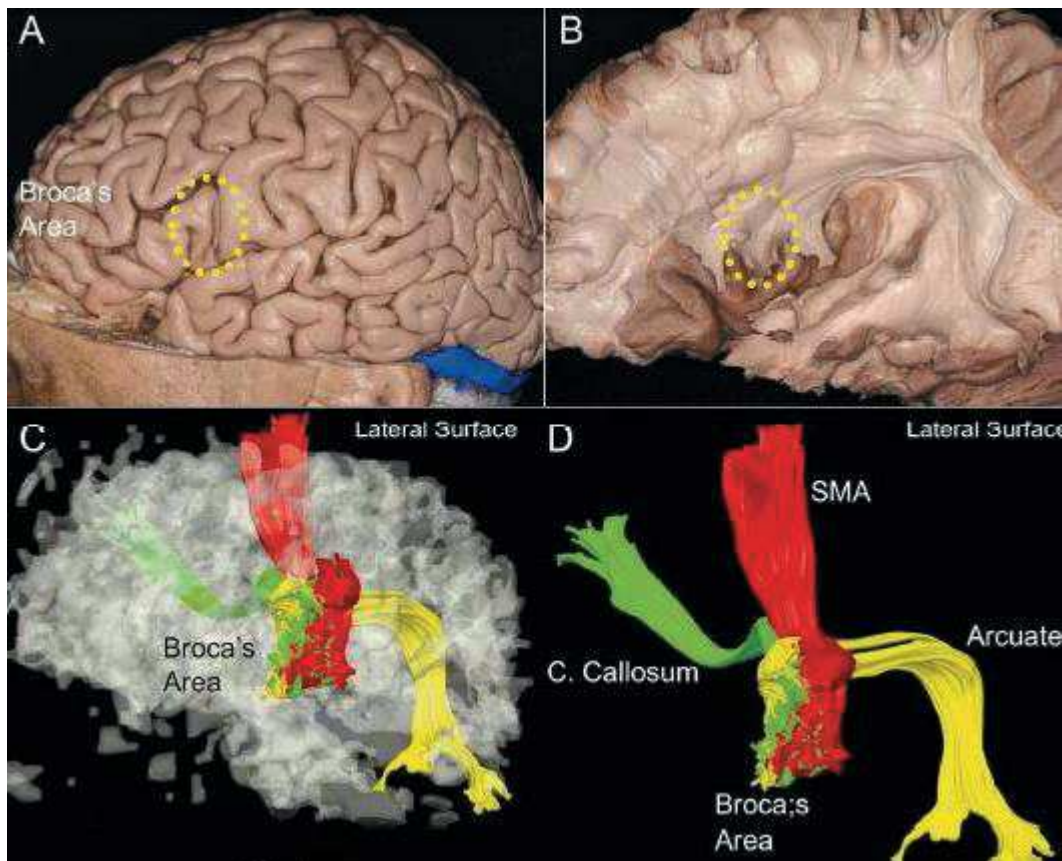 A
Broca's
Area
B
C
Lateral Surface
Broca's
Area
D
Lateral Surface
SMA
C. Callosum
Arcuate
Broca;s
Area